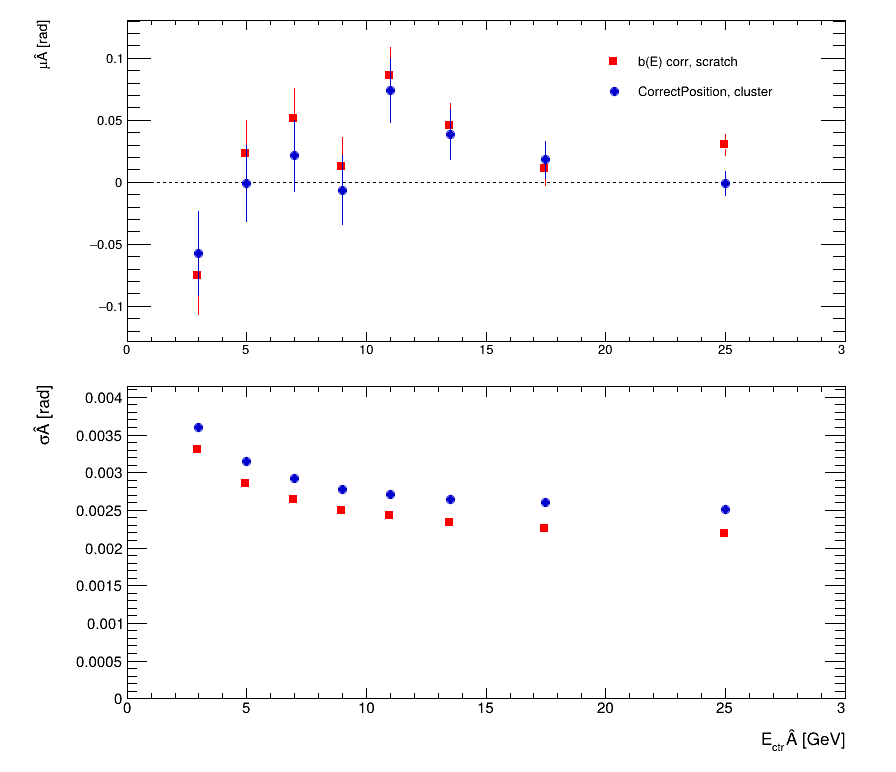 μÂ [rad]
0.1
0.05
0
−0.05
−0.1
b(E) corr, scratch
CorrectPosition, cluster
0 5 10 15 20 25 3
σÂ [rad]
0.004
0.0035
0.003
0.0025
0.002
0.0015
0.001
0.0005
0
0 5 10 15 20 25 3
E_ctr Â [GeV]